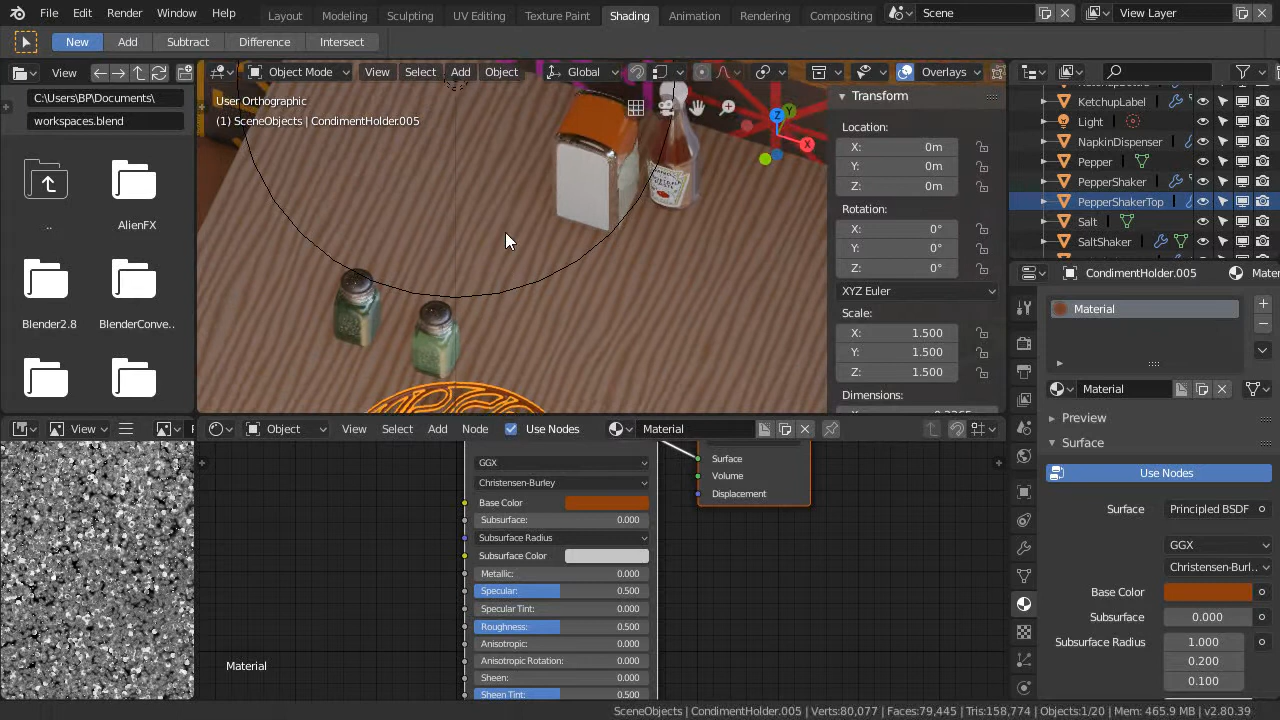 File Edit Render Window Help Layout Modeling Sculpting UV Editing Texture Paint Shading Animation Rendering Compositing Scene View Layer
New Add Subtract Difference Intersect
View Object Mode View Select Add Object Global Overlays
C:\Users\BP\Documents\
workspases.blend
..
AlienFX
Blender2.8
BlenderConve..
User Orthographic
(1) SceneObjects | CondimentHolder.005
Z
Y
X
Transform
Location:
X: 0m
Y: 0m
Z: 0m
Rotation:
X: 0°
Y: 0°
Z: 0°
XYZ Euler
Scale:
X: 1.500
Y: 1.500
Z: 1.500
Dimensions:
KetchupLabel
Light
NapkinDispenser
Pepper
PepperShaker
PepperShakerTop
Salt
SaltShaker
CondimentHolder.005 Mater
Material
Material
Preview
Surface
Use Nodes
Surface Principled BSDF
GGX
Christensen-Burl..
Base Color
Subsurface 0.000
Subsurface Radius 1.000
0.200
0.100
View Object View Select Add Node Use Nodes Material
GGX
Christensen-Burley
Base Color
Subsurface: 0.000
Subsurface Radius
Subsurface Color
Metallic: 0.000
Specular: 0.500
Specular Tint: 0.000
Roughness: 0.500
Anisotropic: 0.000
Anisotropic Rotation: 0.000
Sheen: 0.000
Sheen Tint: 0.500
Surface
Volume
Displacement
Material
SceneObjects | CondimentHolder.005 | Verts:80,077 | Faces:79,445 | Tris:158,774 | Objects:1/20 | Mem: 465.9 MB | v2.80.39